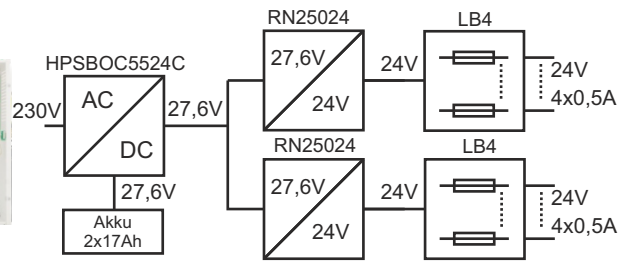 HPSBOC5524C
230V
AC
DC
27,6V
27,6V
Akku
2x17Ah
RN25024
27,6V
24V
24V
LB4
24V
4x0,5A
RN25024
27,6V
24V
24V
LB4
24V
4x0,5A